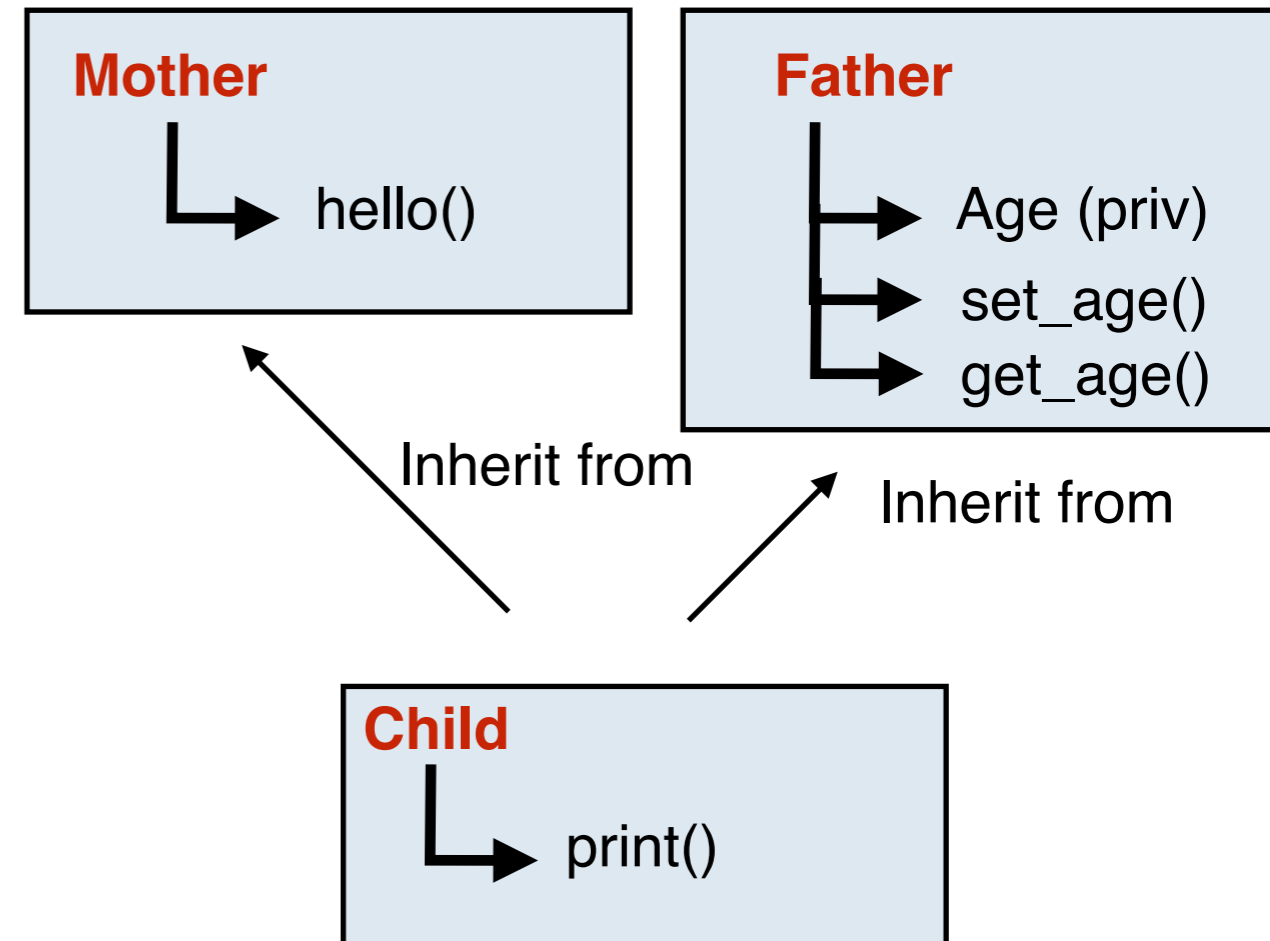 Mother
hello()
Father
Age (priv)
set_age()
get_age()
Inherit from
Inherit from
Child
print()